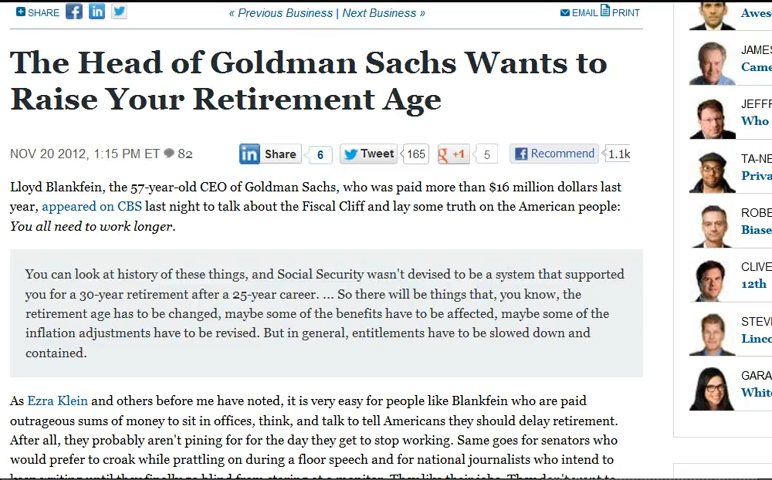 SHARE
« Previous Business | Next Business »
EMAIL PRINT
The Head of Goldman Sachs Wants to
Raise Your Retirement Age
NOV 20 2012, 1:15 PM ET 82
in Share 6 Tweet 165 g +1 5 Recommend 1.1k
Lloyd Blankfein, the 57-year-old CEO of Goldman Sachs, who was paid more than $16 million dollars last
year, appeared on CBS last night to talk about the Fiscal Cliff and lay some truth on the American people:
You all need to work longer.
You can look at history of these things, and Social Security wasn't devised to be a system that supported
you for a 30-year retirement after a 25-year career. ... So there will be things that, you know, the
retirement age has to be changed, maybe some of the benefits have to be affected, maybe some of the
inflation adjustments have to be revised. But in general, entitlements have to be slowed down and
contained.
As Ezra Klein and others before me have noted, it is very easy for people like Blankfein who are paid
outrageous sums of money to sit in offices, think, and talk to tell Americans they should delay retirement.
After all, they probably aren't pining for for the day they get to stop working. Same goes for senators who
would prefer to croak while prattling on during a floor speech and for national journalists who intend to
Awes
JAMES
Came
JEFFR
Who
TA-NE
Priva
ROBE
Biase
CLIVE
12th
STEVE
Linco
GARA
White